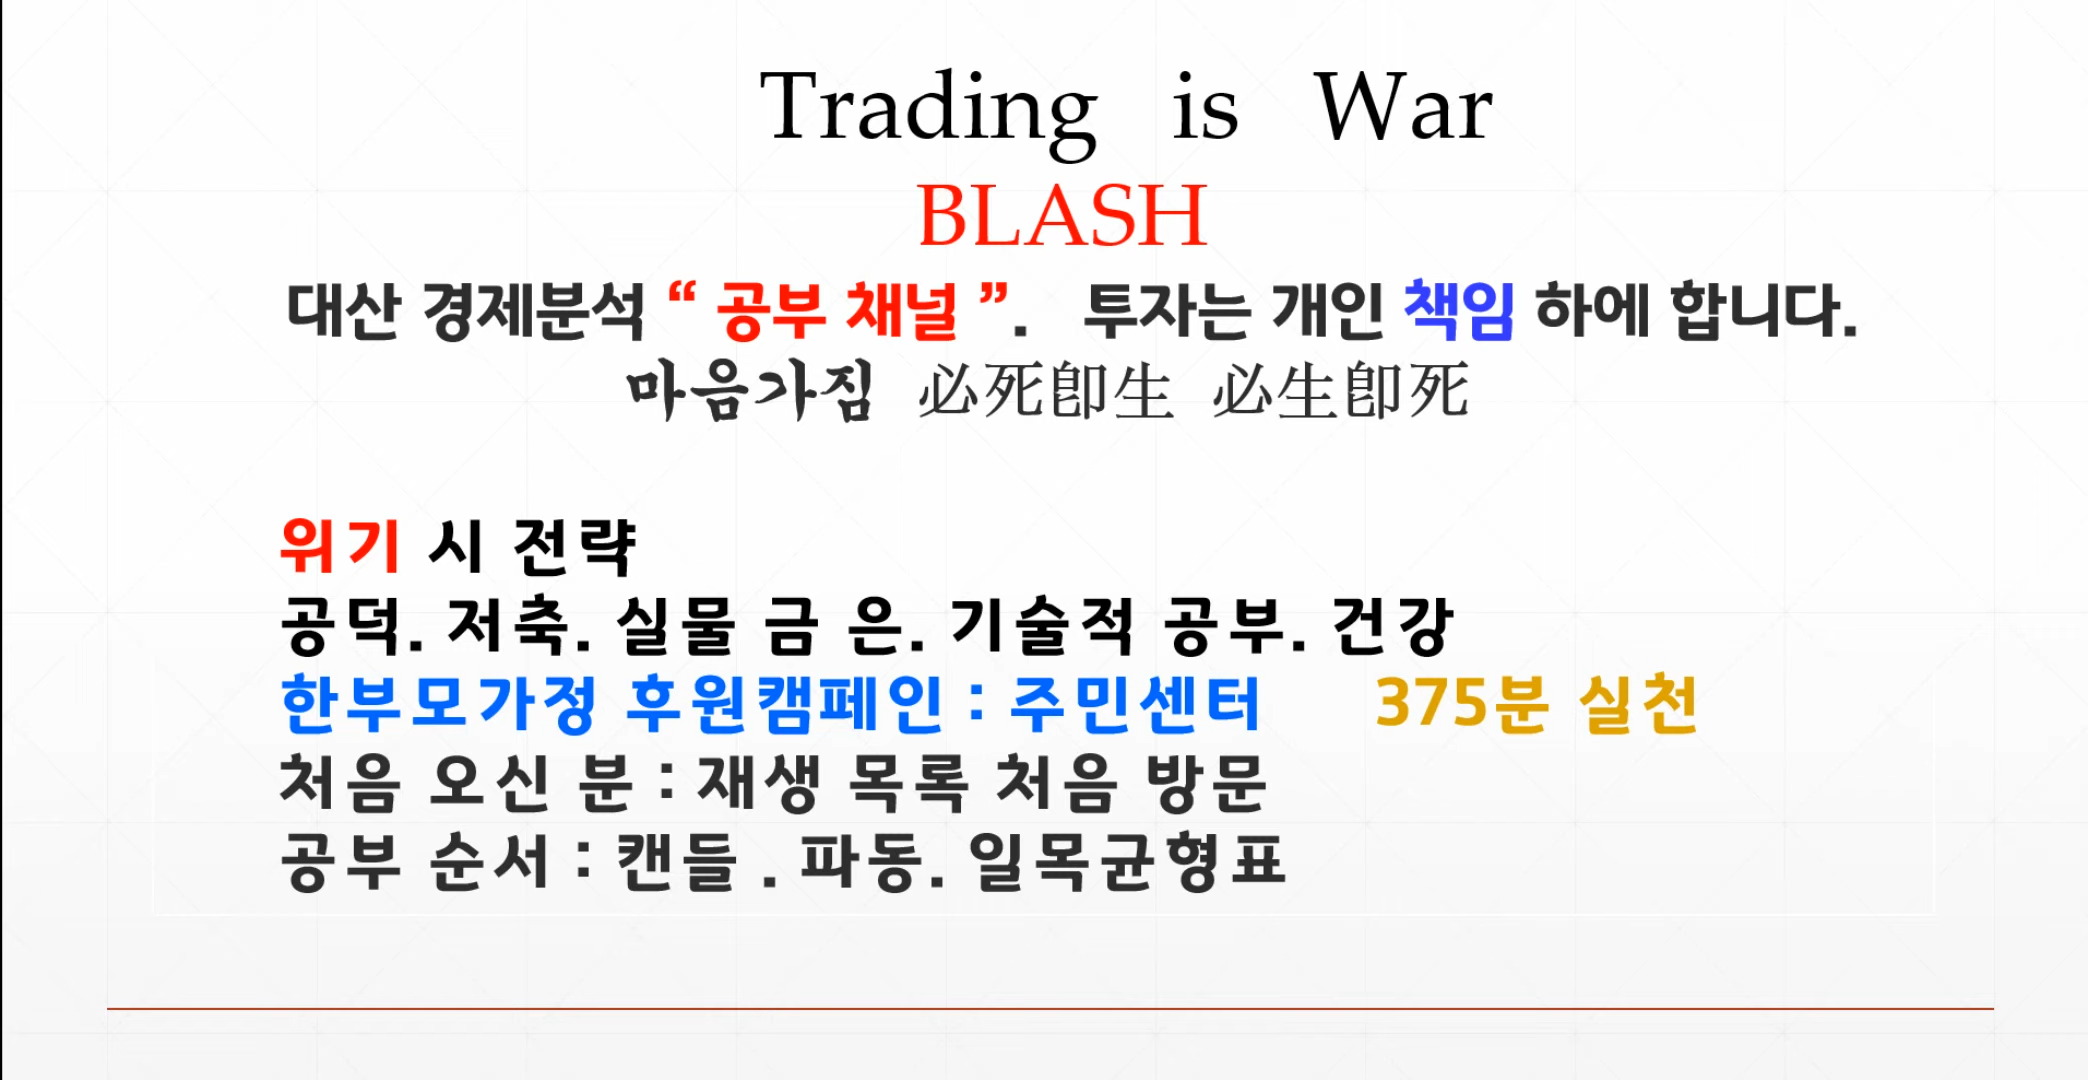 Trading is War
BLASH
대산 경제분석 “ 공부 채널 ”. 투자는 개인 책임 하에 합니다.
마음가짐 必死卽生 必生卽死
위기 시 전략
공덕. 저축. 실물 금 은. 기술적 공부. 건강
한부모가정 후원캠페인 : 주민센터 375분 실천
처음 오신 분 : 재생 목록 처음 방문
공부 순서 : 캔들 . 파동. 일목균형표